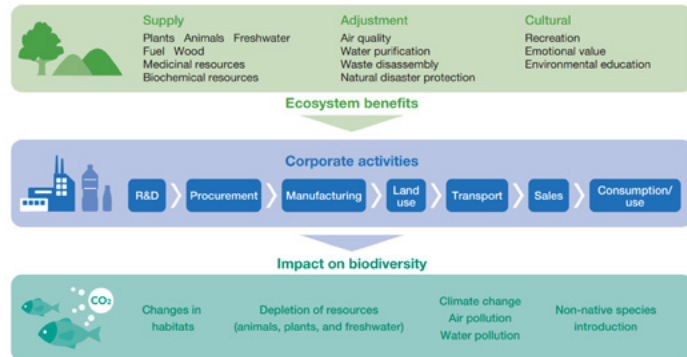 Supply
Plants Animals Freshwater
Fuel Wood
Medicinal resources
Biochemical resources
Adjustment
Air quality
Water purification
Waste disassembly
Natural disaster protection
Cultural
Recreation
Emotional value
Environmental education
Ecosystem benefits
Corporate activities
R&D
Procurement
Manufacturing
Land
use
Transport
Sales
Consumption/
use
Impact on biodiversity
CO₂
Changes in
habitats
Depletion of resources
(animals, plants, and freshwater)
Climate change
Air pollution
Water pollution
Non-native species
introduction